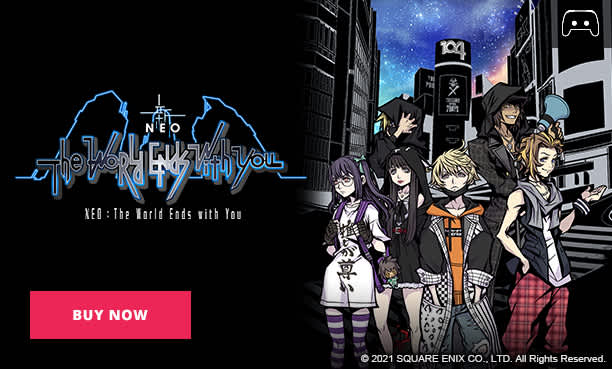 NEO
The World Ends With You
NEO : The World Ends with You
BUY NOW
104
© 2021 SQUARE ENIX CO., LTD. All Rights Reserved.